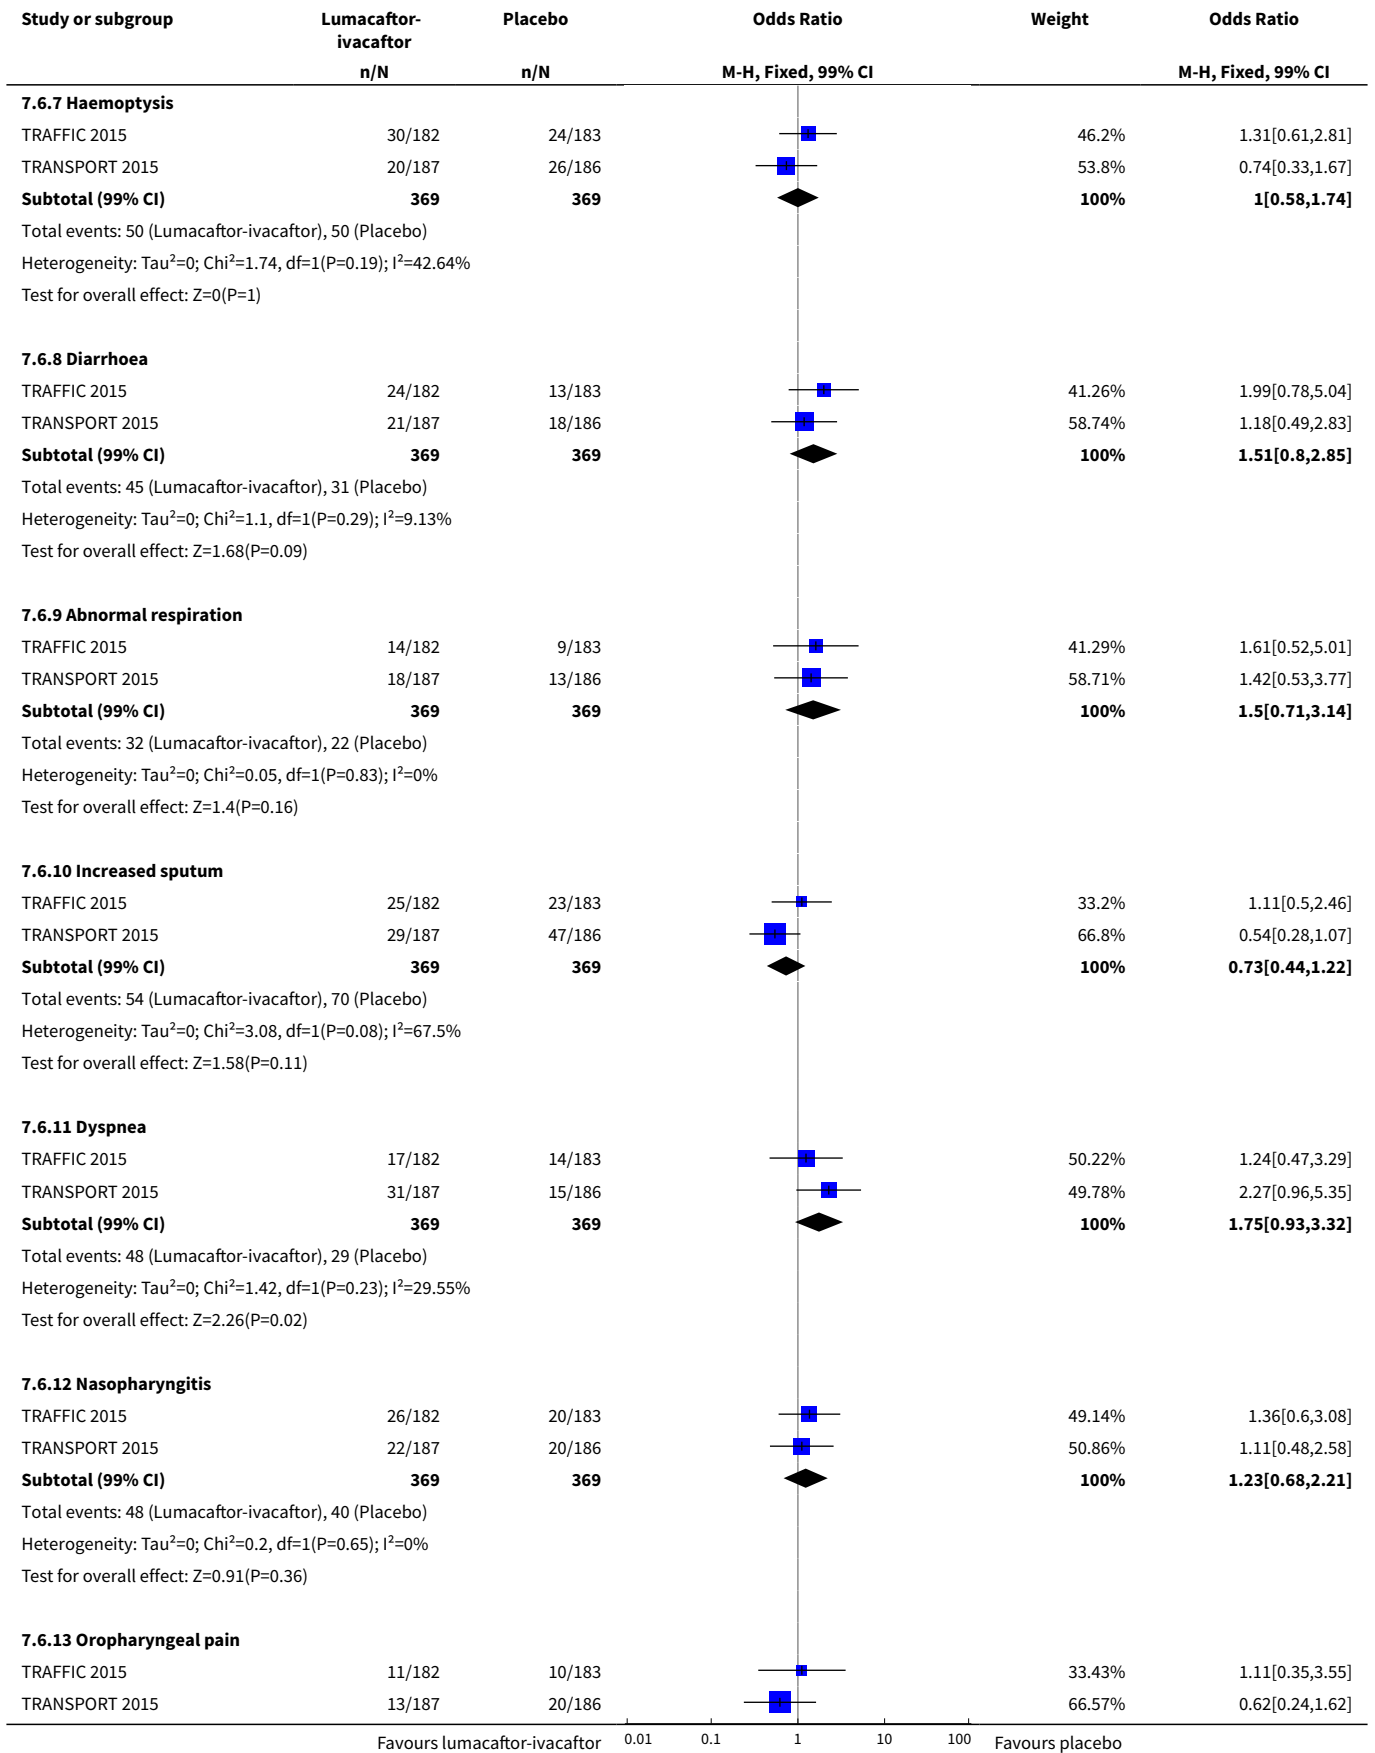 Study or subgroup Lumacaftor-ivacaftor Placebo Odds Ratio Weight Odds Ratio
n/N n/N M-H, Fixed, 99% CI M-H, Fixed, 99% CI
7.6.7 Haemoptysis
TRAFFIC 2015 30/182 24/183 46.2% 1.31[0.61,2.81]
TRANSPORT 2015 20/187 26/186 53.8% 0.74[0.33,1.67]
Subtotal (99% CI) 369 369 100% 1[0.58,1.74]
Total events: 50 (Lumacaftor-ivacaftor), 50 (Placebo)
Heterogeneity: Tau²=0; Chi²=1.74, df=1(P=0.19); I²=42.64%
Test for overall effect: Z=0(P=1)
7.6.8 Diarrhoea
TRAFFIC 2015 24/182 13/183 41.26% 1.99[0.78,5.04]
TRANSPORT 2015 21/187 18/186 58.74% 1.18[0.49,2.83]
Subtotal (99% CI) 369 369 100% 1.51[0.8,2.85]
Total events: 45 (Lumacaftor-ivacaftor), 31 (Placebo)
Heterogeneity: Tau²=0; Chi²=1.1, df=1(P=0.29); I²=9.13%
Test for overall effect: Z=1.68(P=0.09)
7.6.9 Abnormal respiration
TRAFFIC 2015 14/182 9/183 41.29% 1.61[0.52,5.01]
TRANSPORT 2015 18/187 13/186 58.71% 1.42[0.53,3.77]
Subtotal (99% CI) 369 369 100% 1.5[0.71,3.14]
Total events: 32 (Lumacaftor-ivacaftor), 22 (Placebo)
Heterogeneity: Tau²=0; Chi²=0.05, df=1(P=0.83); I²=0%
Test for overall effect: Z=1.4(P=0.16)
7.6.10 Increased sputum
TRAFFIC 2015 25/182 23/183 33.2% 1.11[0.5,2.46]
TRANSPORT 2015 29/187 47/186 66.8% 0.54[0.28,1.07]
Subtotal (99% CI) 369 369 100% 0.73[0.44,1.22]
Total events: 54 (Lumacaftor-ivacaftor), 70 (Placebo)
Heterogeneity: Tau²=0; Chi²=3.08, df=1(P=0.08); I²=67.5%
Test for overall effect: Z=1.58(P=0.11)
7.6.11 Dyspnea
TRAFFIC 2015 17/182 14/183 50.22% 1.24[0.47,3.29]
TRANSPORT 2015 31/187 15/186 49.78% 2.27[0.96,5.35]
Subtotal (99% CI) 369 369 100% 1.75[0.93,3.32]
Total events: 48 (Lumacaftor-ivacaftor), 29 (Placebo)
Heterogeneity: Tau²=0; Chi²=1.42, df=1(P=0.23); I²=29.55%
Test for overall effect: Z=2.26(P=0.02)
7.6.12 Nasopharyngitis
TRAFFIC 2015 26/182 20/183 49.14% 1.36[0.6,3.08]
TRANSPORT 2015 22/187 20/186 50.86% 1.11[0.48,2.58]
Subtotal (99% CI) 369 369 100% 1.23[0.68,2.21]
Total events: 48 (Lumacaftor-ivacaftor), 40 (Placebo)
Heterogeneity: Tau²=0; Chi²=0.2, df=1(P=0.65); I²=0%
Test for overall effect: Z=0.91(P=0.36)
7.6.13 Oropharyngeal pain
TRAFFIC 2015 11/182 10/183 33.43% 1.11[0.35,3.55]
TRANSPORT 2015 13/187 20/186 66.57% 0.62[0.24,1.62]
Favours lumacaftor-ivacaftor 0.01 0.1 1 10 100 Favours placebo